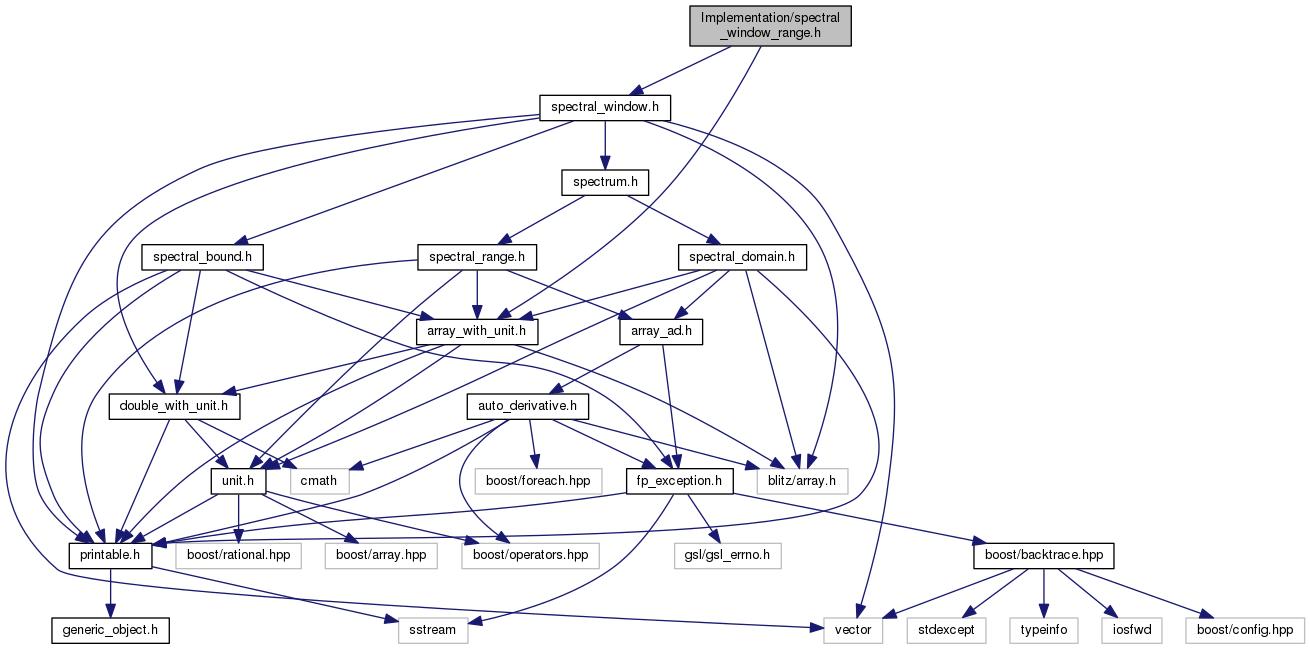 Implementation/spectral
_window_range.h
spectral_window.h
spectrum.h
spectral_bound.h
spectral_range.h
spectral_domain.h
array_with_unit.h
array_ad.h
double_with_unit.h
auto_derivative.h
unit.h
cmath
boost/foreach.hpp
fp_exception.h
blitz/array.h
printable.h
boost/rational.hpp
boost/array.hpp
boost/operators.hpp
gsl/gsl_errno.h
boost/backtrace.hpp
generic_object.h
sstream
vector
stdexcept
typeinfo
iosfwd
boost/config.hpp